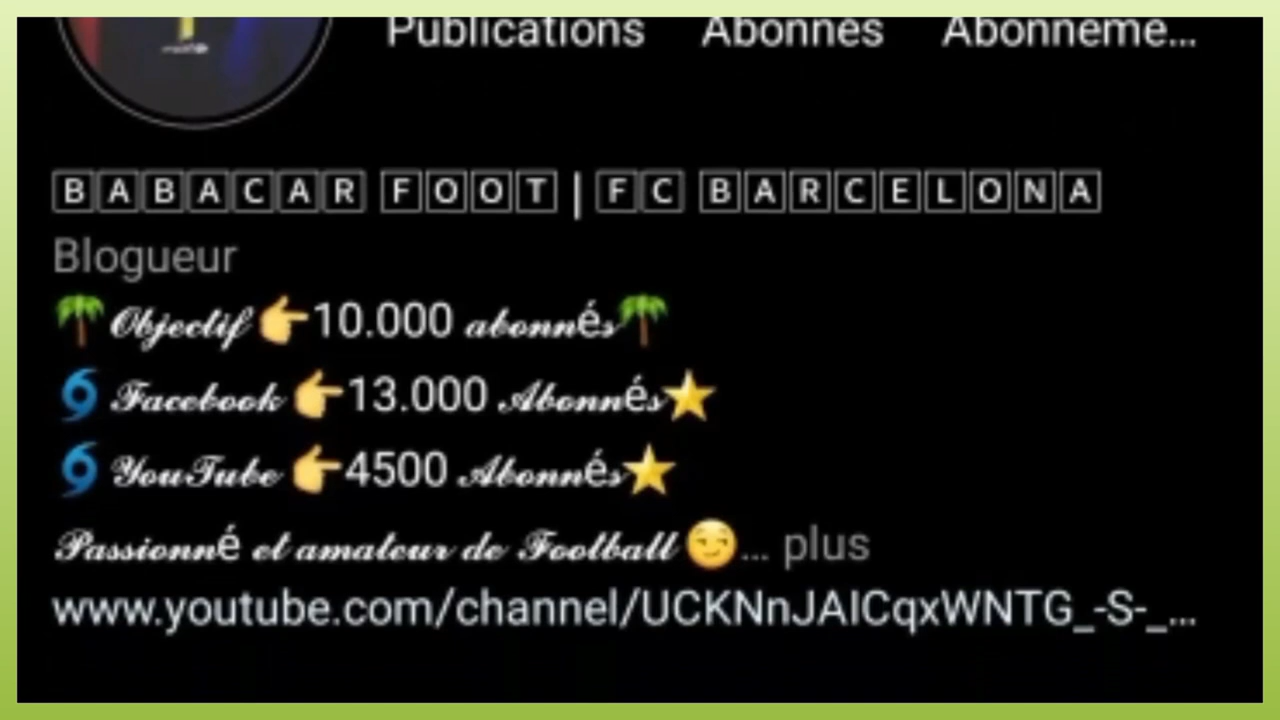 Publications Abonnés Abonneme...
🄱🄰🄱🄰🄲🄰🅁 🄵🄾🄾🅃 | 🄵🄲 🄱🄰🅁🄲🄴🄻🄾🄽🄰
Blogueur
🌴𝓞𝓫𝓳𝓮𝓬𝓽𝓲𝓯 👉10.000 𝓪𝓫𝓸𝓷𝓷é𝓼🌴
🌀 𝓕𝓪𝓬𝓮𝓫𝓸𝓸𝓴 👉13.000 𝓐𝓫𝓸𝓷𝓷é𝓼⭐
🌀 𝓨𝓸𝓾𝓣𝓾𝓫𝓮 👉4500 𝓐𝓫𝓸𝓷𝓷é𝓼⭐
𝓟𝓪𝓼𝓼𝓲𝓸𝓷𝓷é 𝓮𝓽 𝓪𝓶𝓪𝓽𝓮𝓾𝓻 𝓭𝓮 𝓕𝓸𝓸𝓽𝓫𝓪𝓵𝓵 😏... plus
www.youtube.com/channel/UCKNnJAICqxWNTG_-S-_...